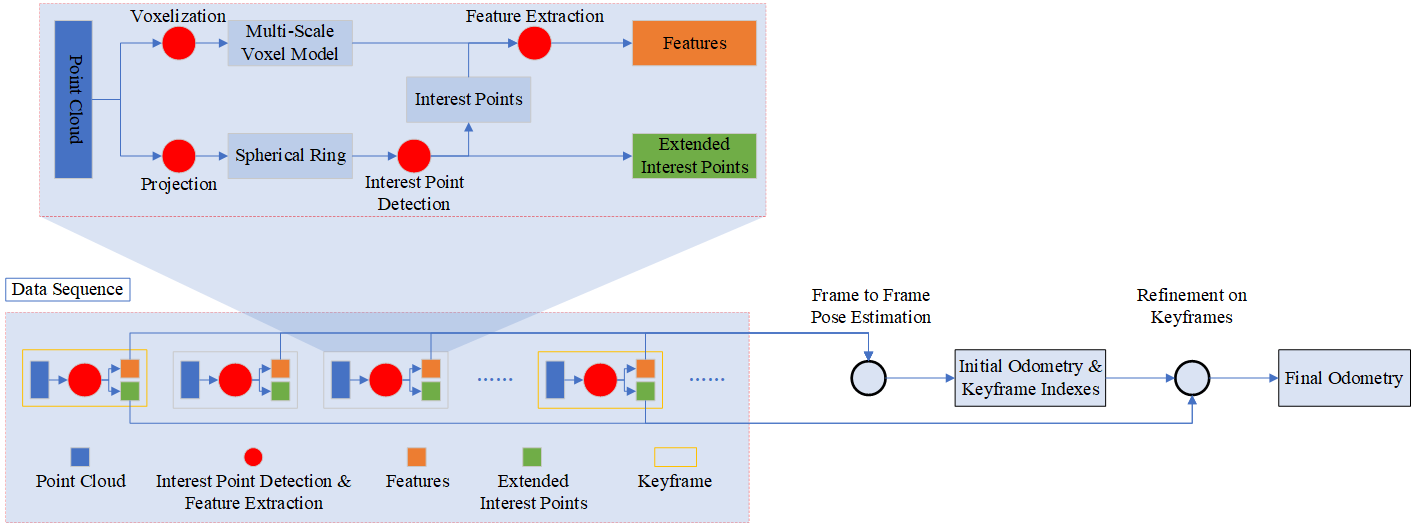 Voxelization
Feature Extraction
Point Cloud
Multi-Scale
Voxel Model
Features
Interest Points
Spherical Ring
Extended
Interest Points
Projection
Interest Point
Detection
Data Sequence
Frame to Frame
Pose Estimation
Refinement on
Keyframes
Initial Odometry &
Keyframe Indexes
Final Odometry
......
......
Point Cloud
Interest Point Detection &
Feature Extraction
Features
Extended
Interest Points
Keyframe